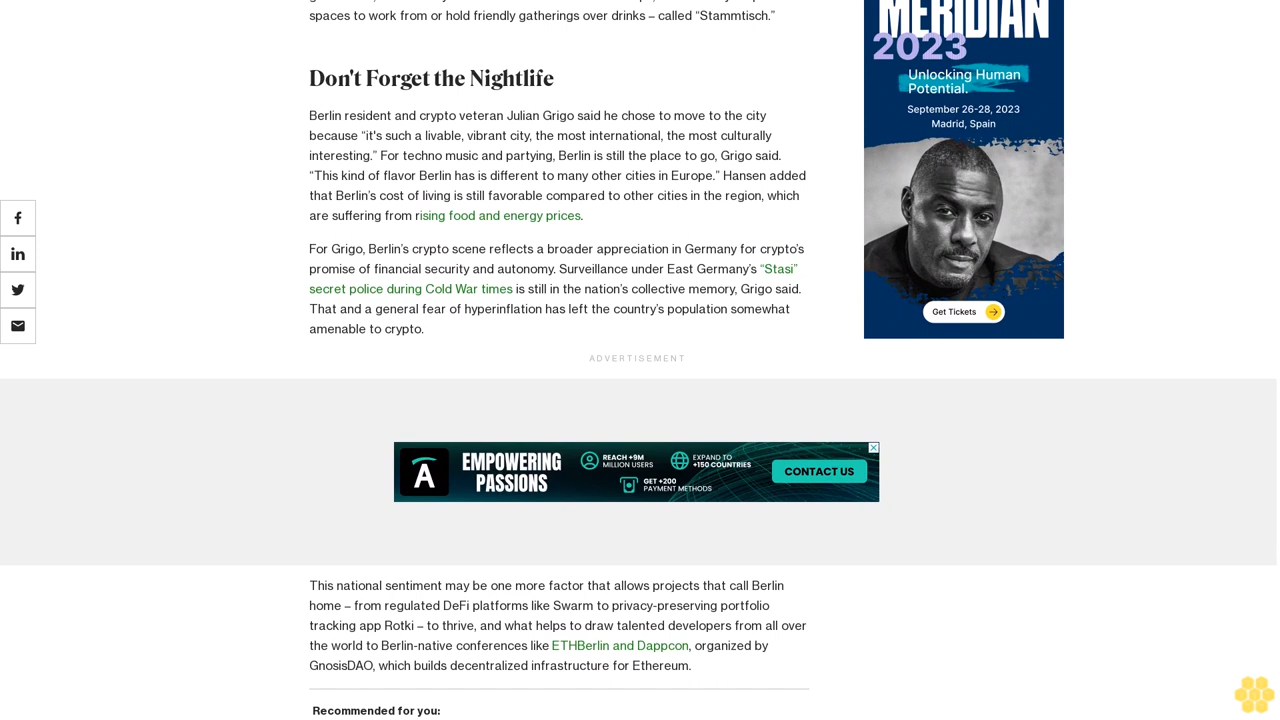 spaces to work from or hold friendly gatherings over drinks – called “Stammtisch.”
Don't Forget the Nightlife
Berlin resident and crypto veteran Julian Grigo said he chose to move to the city
because “it's such a livable, vibrant city, the most international, the most culturally
interesting.” For techno music and partying, Berlin is still the place to go, Grigo said.
“This kind of flavor Berlin has is different to many other cities in Europe.” Hansen added
that Berlin’s cost of living is still favorable compared to other cities in the region, which
are suffering from rising food and energy prices.
For Grigo, Berlin’s crypto scene reflects a broader appreciation in Germany for crypto’s
promise of financial security and autonomy. Surveillance under East Germany’s “Stasi”
secret police during Cold War times is still in the nation’s collective memory, Grigo said.
That and a general fear of hyperinflation has left the country’s population somewhat
amenable to crypto.
MERIDIAN
2023
Unlocking Human
Potential.
September 26-28, 2023
Madrid, Spain
Get Tickets
ADVERTISEMENT
A
EMPOWERING
PASSIONS
REACH +9M
MILLION USERS
EXPAND TO
+150 COUNTRIES
GET +200
PAYMENT METHODS
CONTACT US
This national sentiment may be one more factor that allows projects that call Berlin
home – from regulated DeFi platforms like Swarm to privacy-preserving portfolio
tracking app Rotki – to thrive, and what helps to draw talented developers from all over
the world to Berlin-native conferences like ETHBerlin and Dappcon, organized by
GnosisDAO, which builds decentralized infrastructure for Ethereum.
Recommended for you: